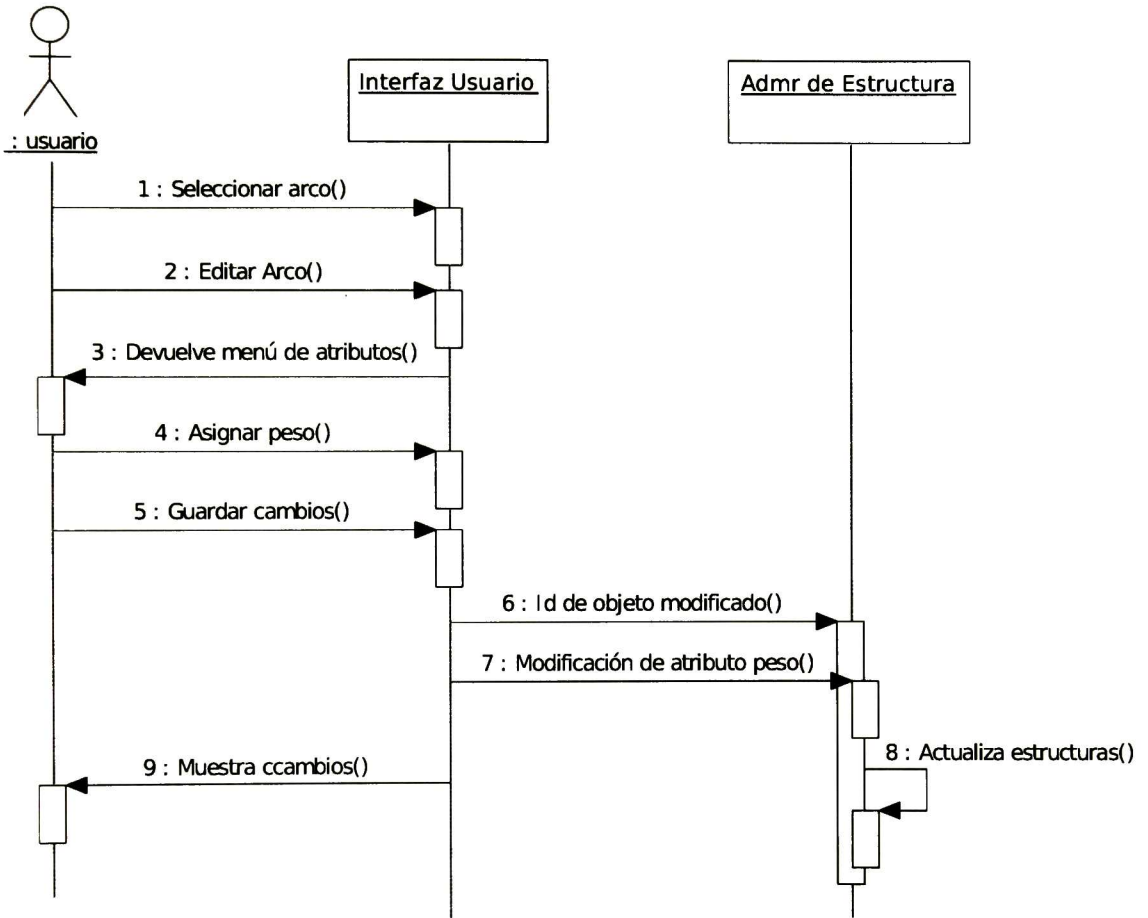 Interfaz Usuario
Admr de Estructura
: usuario
1 : Seleccionar arco()
2 : Editar Arco()
3 : Devuelve menú de atributos()
4 : Asignar peso()
5 : Guardar cambios()
6 : Id de objeto modificado()
7 : Modificación de atributo peso()
8 : Actualiza estructuras()
9 : Muestra ccambios()